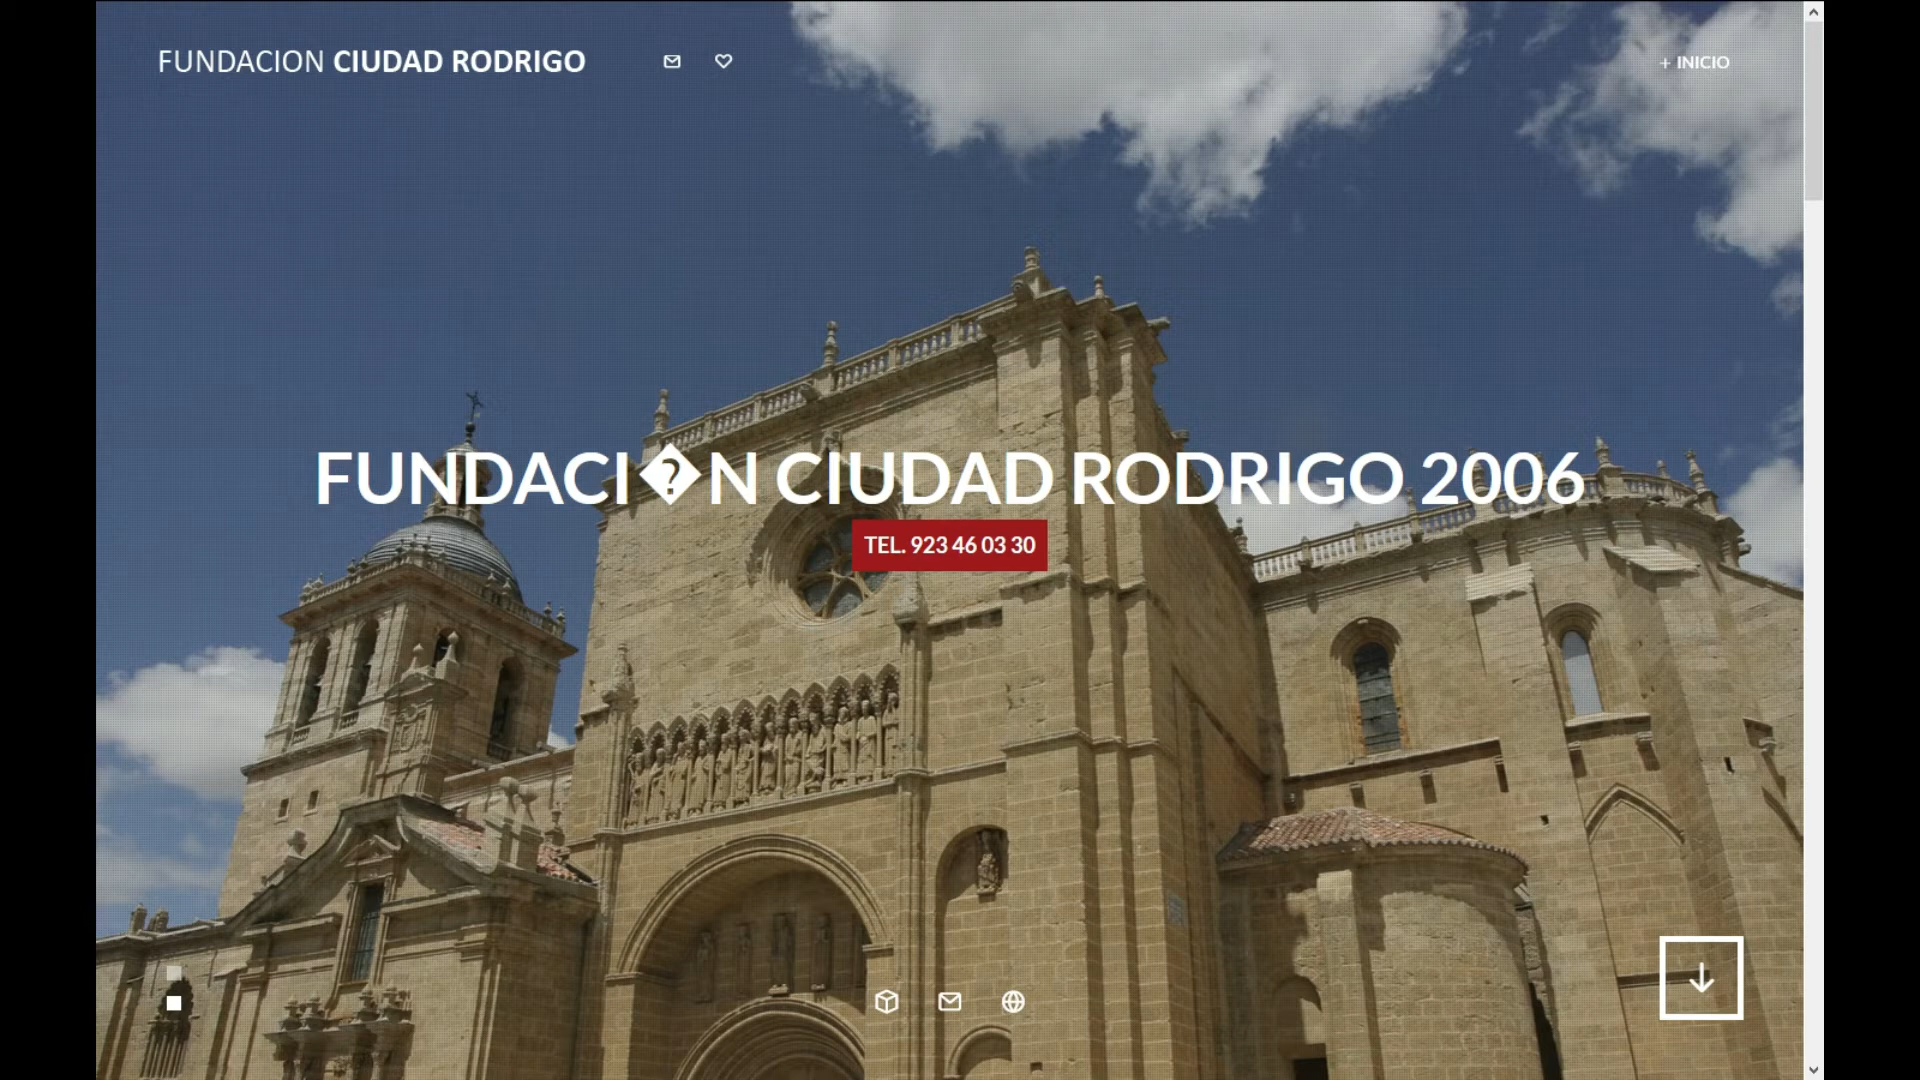 FUNDACION CIUDAD RODRIGO
+ INICIO
FUNDACI�N CIUDAD RODRIGO 2006
TEL. 923 46 03 30